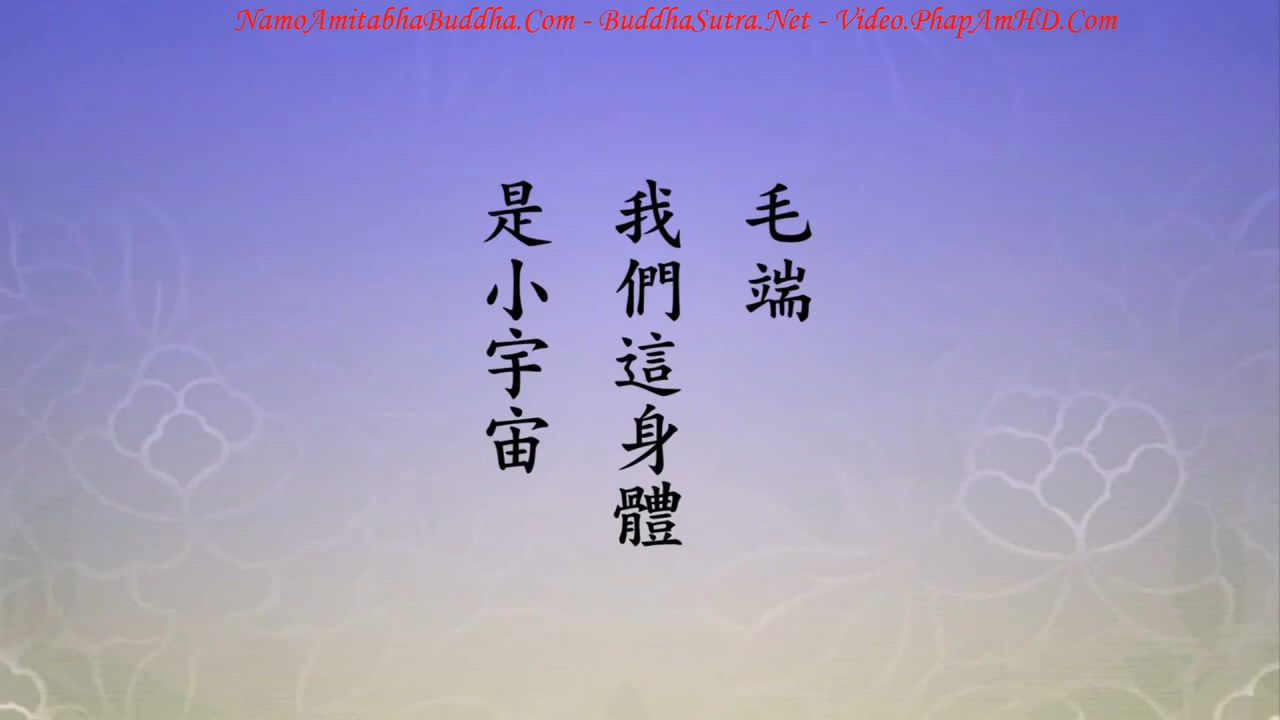 NamoAmitabhaBuddha.Com - BuddhaSutra.Net - Video.PhapAmHD.Com
毛端
我們這身體
是小宇宙